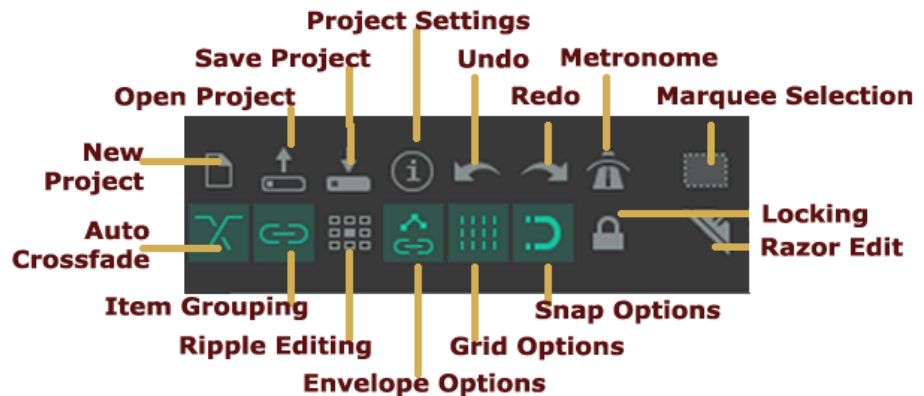 Project Settings
Save Project
Undo
Metronome
Open Project
Redo
Marquee Selection
New
Project
Auto
Crossfade
Locking
Razor Edit
Item Grouping
Snap Options
Ripple Editing
Grid Options
Envelope Options